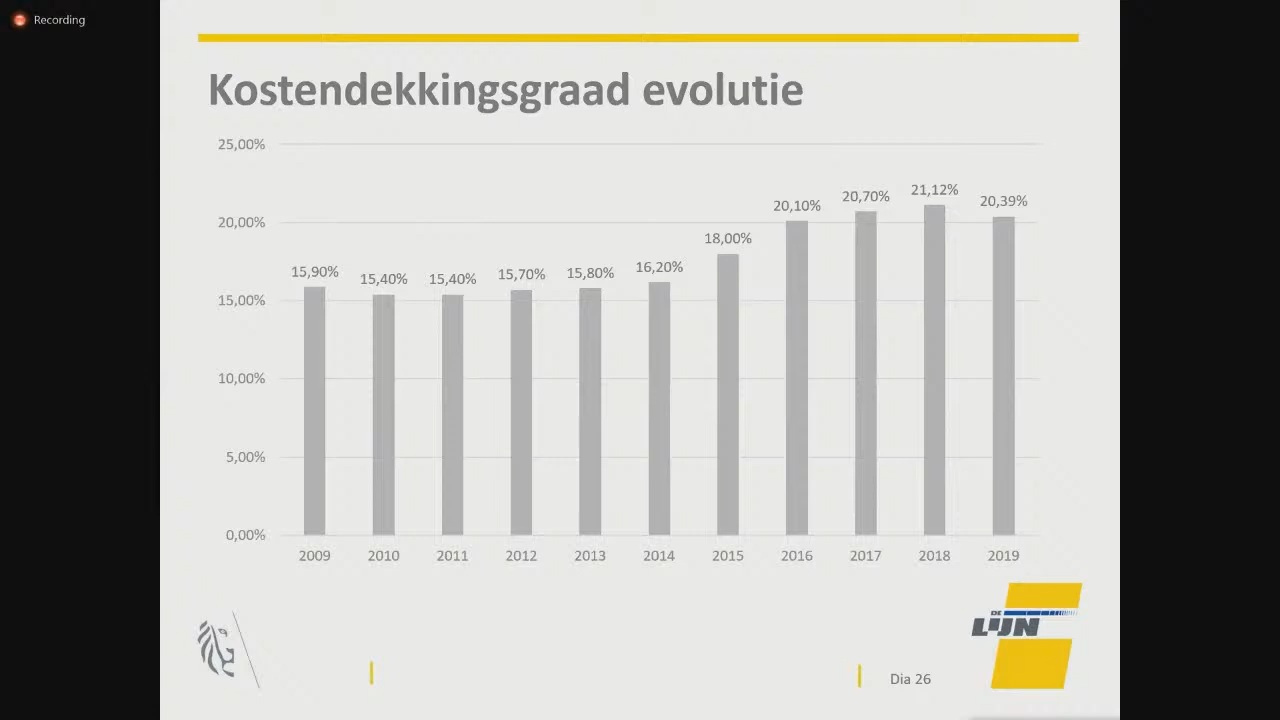 Recording
Kostendekkingsgraad evolutie
25,00%
20,00%
15,00%
10,00%
5,00%
0,00%
15,90%
15,40%
15,40%
15,70%
15,80%
16,20%
18,00%
20,10%
20,70%
21,12%
20,39%
2009 2010 2011 2012 2013 2014 2015 2016 2017 2018 2019
DE
LIJN
Dia 26